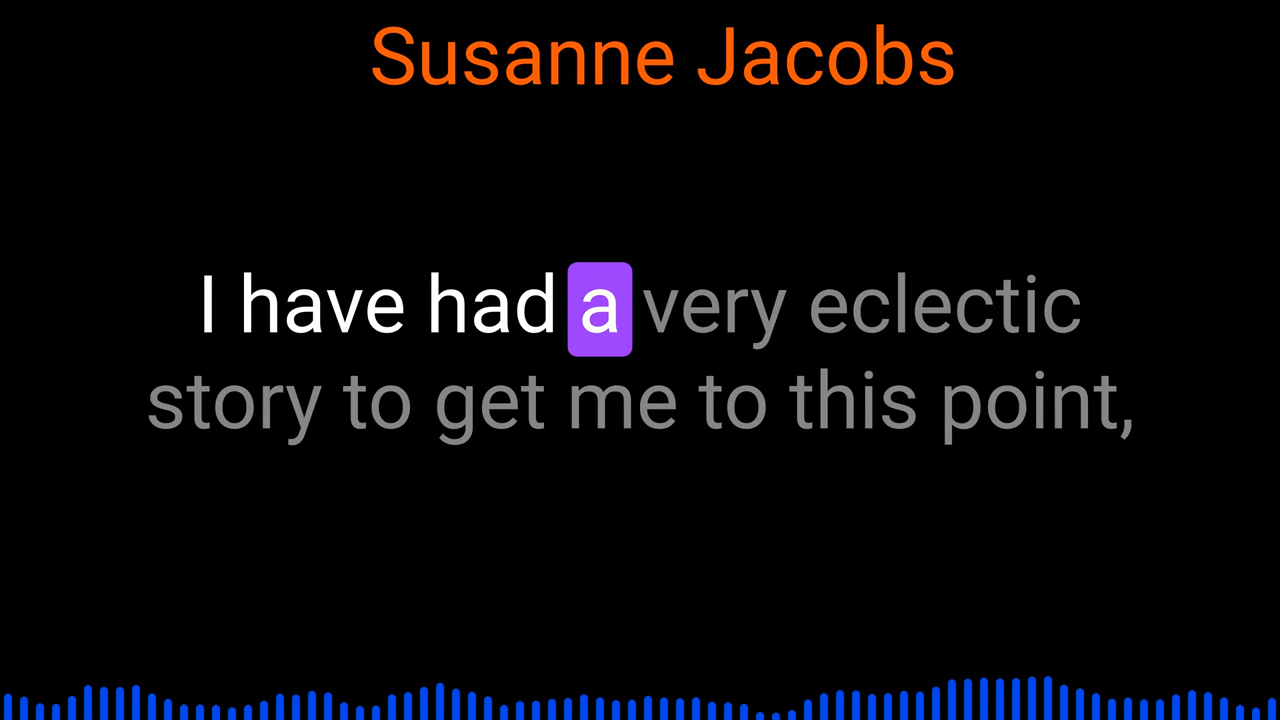 Susanne Jacobs
I have had a very eclectic
story to get me to this point,